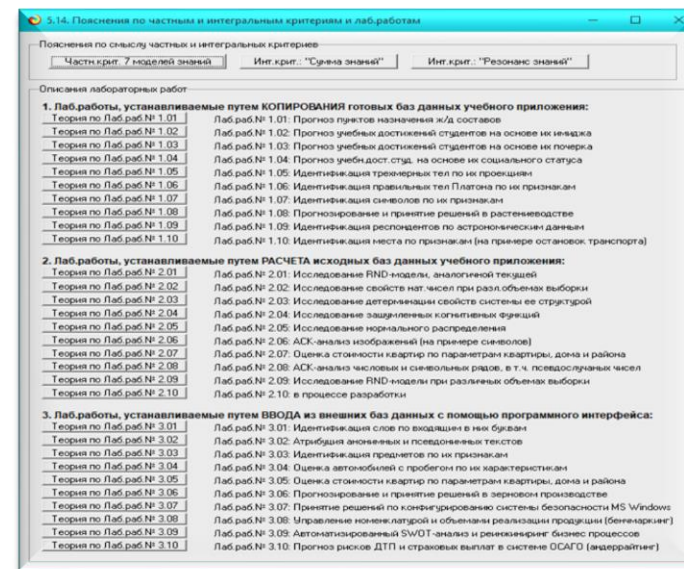 5.14. Пояснения по частным и интегральным критериям и лаб.работам
Пояснения по смыслу частных и интегральных критериев
Частн.крит. 7 моделей знаний Инт.крит.: "Сумма знаний" Инт.крит.: "Резонанс знаний"
Описания лабораторных работ
1. Лаб.работы, устанавливаемые путем КОПИРОВАНИЯ готовых баз данных учебного приложения:
Теория по Лаб.раб.№ 1.01 Лаб.раб.№ 1.01: Прогноз пунктов назначения ж/д составов
Теория по Лаб.раб.№ 1.02 Лаб.раб.№ 1.02: Прогноз учебных достижений студентов на основе их имиджа
Теория по Лаб.раб.№ 1.03 Лаб.раб.№ 1.03: Прогноз учебных достижений студентов на основе их почерка
Теория по Лаб.раб.№ 1.04 Лаб.раб.№ 1.04: Прогноз учебн.дост.студ. на основе их социального статуса
Теория по Лаб.раб.№ 1.05 Лаб.раб.№ 1.05: Идентификация трехмерных тел по их проекциям
Теория по Лаб.раб.№ 1.06 Лаб.раб.№ 1.06: Идентификация правильных тел Платона по их признакам
Теория по Лаб.раб.№ 1.07 Лаб.раб.№ 1.07: Идентификация символов по их признакам
Теория по Лаб.раб.№ 1.08 Лаб.раб.№ 1.08: Прогнозирование и принятие решений в растениеводстве
Теория по Лаб.раб.№ 1.09 Лаб.раб.№ 1.09: Идентификация респондентов по астрономическим данным
Теория по Лаб.раб.№ 1.10 Лаб.раб.№ 1.10: Идентификация места по признакам (на примере остановок транспорта)
2. Лаб.работы, устанавливаемые путем РАСЧЕТА исходных баз данных учебного приложения:
Теория по Лаб.раб.№ 2.01 Лаб.раб.№ 2.01: Исследование RND-модели, аналогичной текущей
Теория по Лаб.раб.№ 2.02 Лаб.раб.№ 2.02: Исследование свойств нат.чисел при разл.объемах выборки
Теория по Лаб.раб.№ 2.03 Лаб.раб.№ 2.03: Исследование детерминации свойств системы ее структурой
Теория по Лаб.раб.№ 2.04 Лаб.раб.№ 2.04: Исследование зашумленных когнитивных функций
Теория по Лаб.раб.№ 2.05 Лаб.раб.№ 2.05: Исследование нормального распределения
Теория по Лаб.раб.№ 2.06 Лаб.раб.№ 2.06: АСК-анализ изображений (на примере символов)
Теория по Лаб.раб.№ 2.07 Лаб.раб.№ 2.07: Оценка стоимости квартир по параметрам квартиры, дома и района
Теория по Лаб.раб.№ 2.08 Лаб.раб.№ 2.08: АСК-анализ числовых и символьных рядов, в т.ч. псевдослучаных чисел
Теория по Лаб.раб.№ 2.09 Лаб.раб.№ 2.09: Исследование RND-модели при различных объемах выборки
Теория по Лаб.раб.№ 2.10 Лаб.раб.№ 2.10: в процессе разработки
3. Лаб.работы, устанавливаемые путем ВВОДА из внешних баз данных с помощью программного интерфейса:
Теория по Лаб.раб.№ 3.01 Лаб.раб.№ 3.01: Идентификация слов по входящим в них буквам
Теория по Лаб.раб.№ 3.02 Лаб.раб.№ 3.02: Атрибуция анонимных и псевдонимных текстов
Теория по Лаб.раб.№ 3.03 Лаб.раб.№ 3.03: Идентификация предметов по их признакам
Теория по Лаб.раб.№ 3.04 Лаб.раб.№ 3.04: Оценка автомобилей с пробегом по их характеристикам
Теория по Лаб.раб.№ 3.05 Лаб.раб.№ 3.05: Оценка стоимости квартир по параметрам квартиры, дома и района
Теория по Лаб.раб.№ 3.06 Лаб.раб.№ 3.06: Прогнозирование и принятие решений в зерновом производстве
Теория по Лаб.раб.№ 3.07 Лаб.раб.№ 3.07: Принятие решений по конфигурированию системы безопасности MS Windows
Теория по Лаб.раб.№ 3.08 Лаб.раб.№ 3.08: Управление номенклатурой и объемами реализации продукции (бенчмаркинг)
Теория по Лаб.раб.№ 3.09 Лаб.раб.№ 3.09: Автоматизированный SWOT-анализ и реинжиниринг бизнес процессов
Теория по Лаб.раб.№ 3.10 Лаб.раб.№ 3.10: Прогноз рисков ДТП и страховых выплат в системе ОСАГО (андеррайтинг)